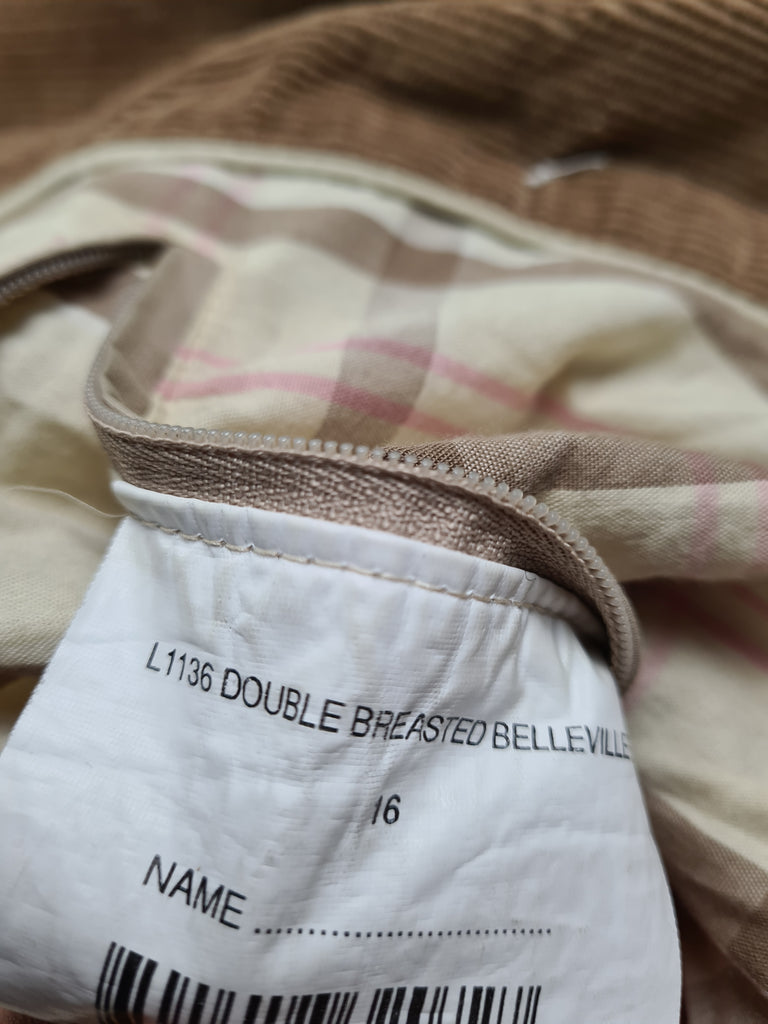 L1136 DOUBLE BREASTED BELLEVILLE
16
NAME ..............................